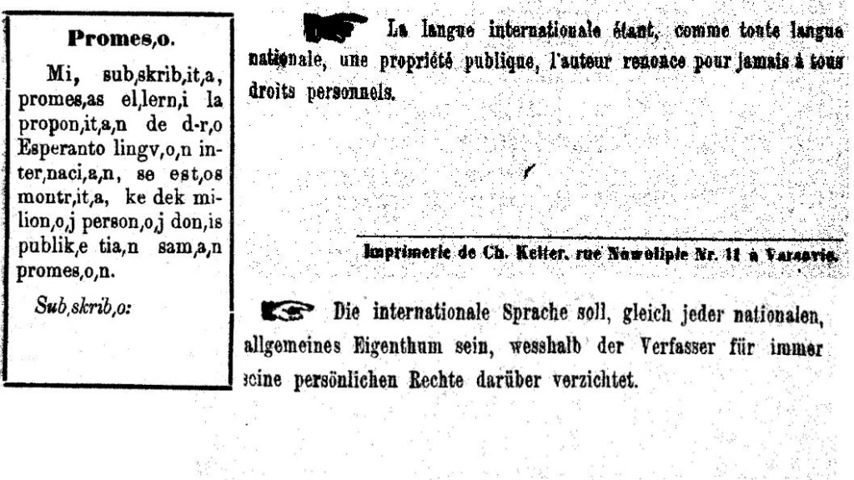 Promes,o.
Mi, sub,skrib,it,a,
promes,as el,lern,i la
propon,it,a,n de d-r,o
Esperanto lingv,o,n in-
ter,naci,a,n, se est,os
montr,it,a, ke dek mi-
lion,o,j person,o,j don,is
publik,e tia,n sam,a,n
promes,o,n.
Sub,skrib,o:
La langue internationale étant, comme toute langue
nationale, une propriété publique, l'auteur renonce pour jamais à tous
droits personnels.
Imprimerie de Ch. Kelter, rue Nowolipie Nr. 11 à Varsovie.
Die internationale Sprache soll, gleich jeder nationalen,
allgemeines Eigenthum sein, wesshalb der Verfasser für immer
seine persönlichen Rechte darüber verzichtet.